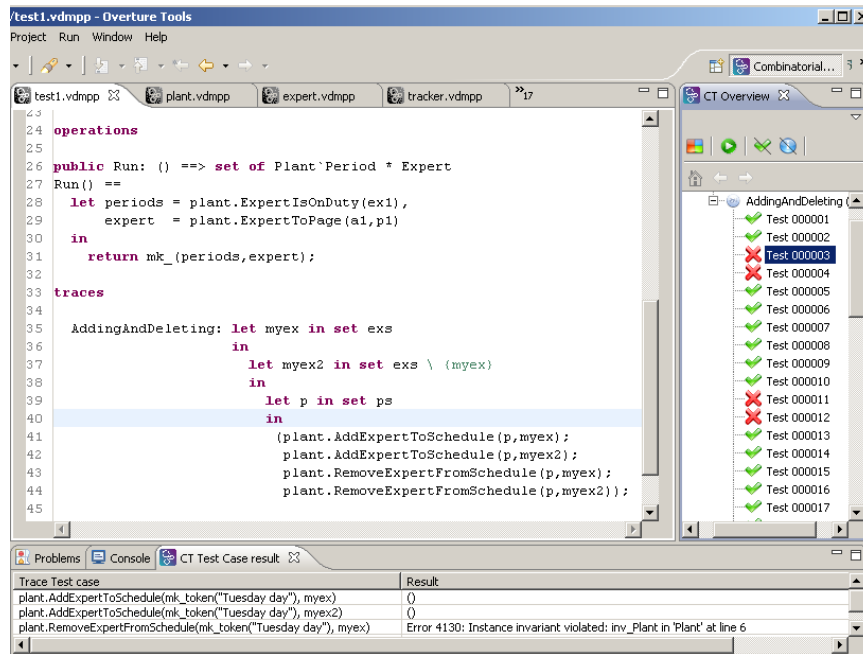 /test1.vdmpp - Overture Tools
Project Run Window Help
Combinatorial...
test1.vdmpp plant.vdmpp expert.vdmpp tracker.vdmpp »17
CT Overview
23
24 operations
25
26 public Run: () ==> set of Plant`Period * Expert
27 Run() ==
28 let periods = plant.ExpertIsOnDuty(ex1),
29 expert = plant.ExpertToPage(a1,p1)
30 in
31 return mk_(periods,expert);
32
33 traces
34
35 AddingAndDeleting: let myex in set exs
36 in
37 let myex2 in set exs \ {myex}
38 in
39 let p in set ps
40 in
41 (plant.AddExpertToSchedule(p,myex);
42 plant.AddExpertToSchedule(p,myex2);
43 plant.RemoveExpertFromSchedule(p,myex);
44 plant.RemoveExpertFromSchedule(p,myex2));
45
AddingAndDeleting (
Test 000001
Test 000002
Test 000003
Test 000004
Test 000005
Test 000006
Test 000007
Test 000008
Test 000009
Test 000010
Test 000011
Test 000012
Test 000013
Test 000014
Test 000015
Test 000016
Test 000017
Problems Console CT Test Case result
Trace Test case Result
plant.AddExpertToSchedule(mk_token("Tuesday day"), myex) ()
plant.AddExpertToSchedule(mk_token("Tuesday day"), myex2) ()
plant.RemoveExpertFromSchedule(mk_token("Tuesday day"), myex) Error 4130: Instance invariant violated: inv_Plant in 'Plant' at line 6